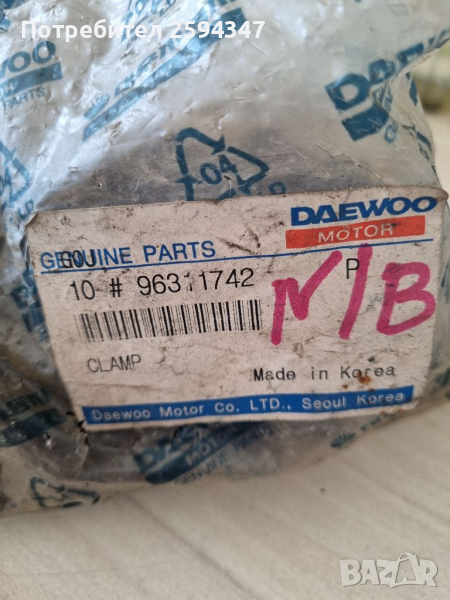 Потребител 2594347
04
DAEWOO
MOTOR
GENUINE PARTS
P
10 # 96311742
N/B
CLAMP
Made in Korea
Daewoo Motor Co. LTD., Seoul Korea
BAZAR